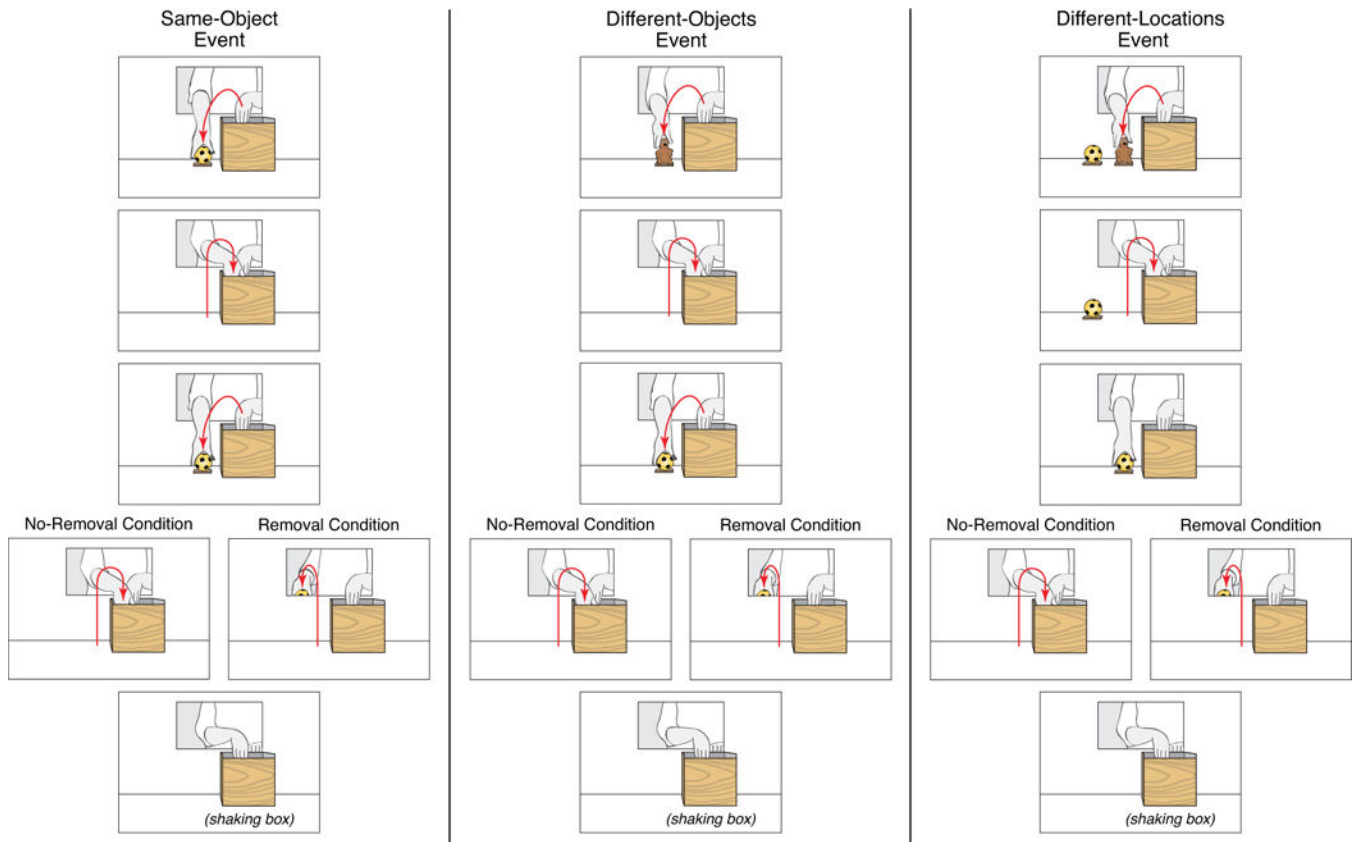 Same-Object
Event
Different-Objects
Event
Different-Locations
Event
No-Removal Condition
Removal Condition
No-Removal Condition
Removal Condition
No-Removal Condition
Removal Condition
(shaking box)
(shaking box)
(shaking box)